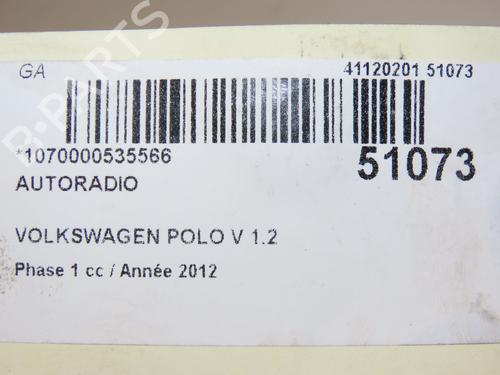 GA
41120201 51073
*1070000535566
51073
AUTORADIO
VOLKSWAGEN POLO V 1.2
Phase 1 cc / Année 2012
B-PARTS